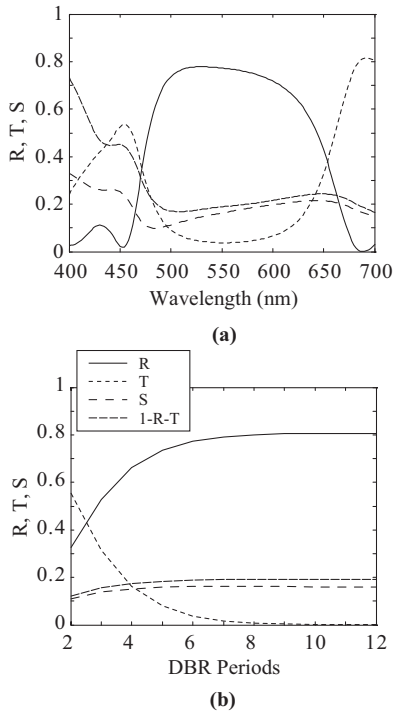 1
0.8
0.6
0.4
0.2
0
R, T, S
400 450 500 550 600 650 700
Wavelength (nm)
(a)
R
T
S
1-R-T
1
0.8
0.6
0.4
0.2
0
R, T, S
2 4 6 8 10 12
DBR Periods
(b)